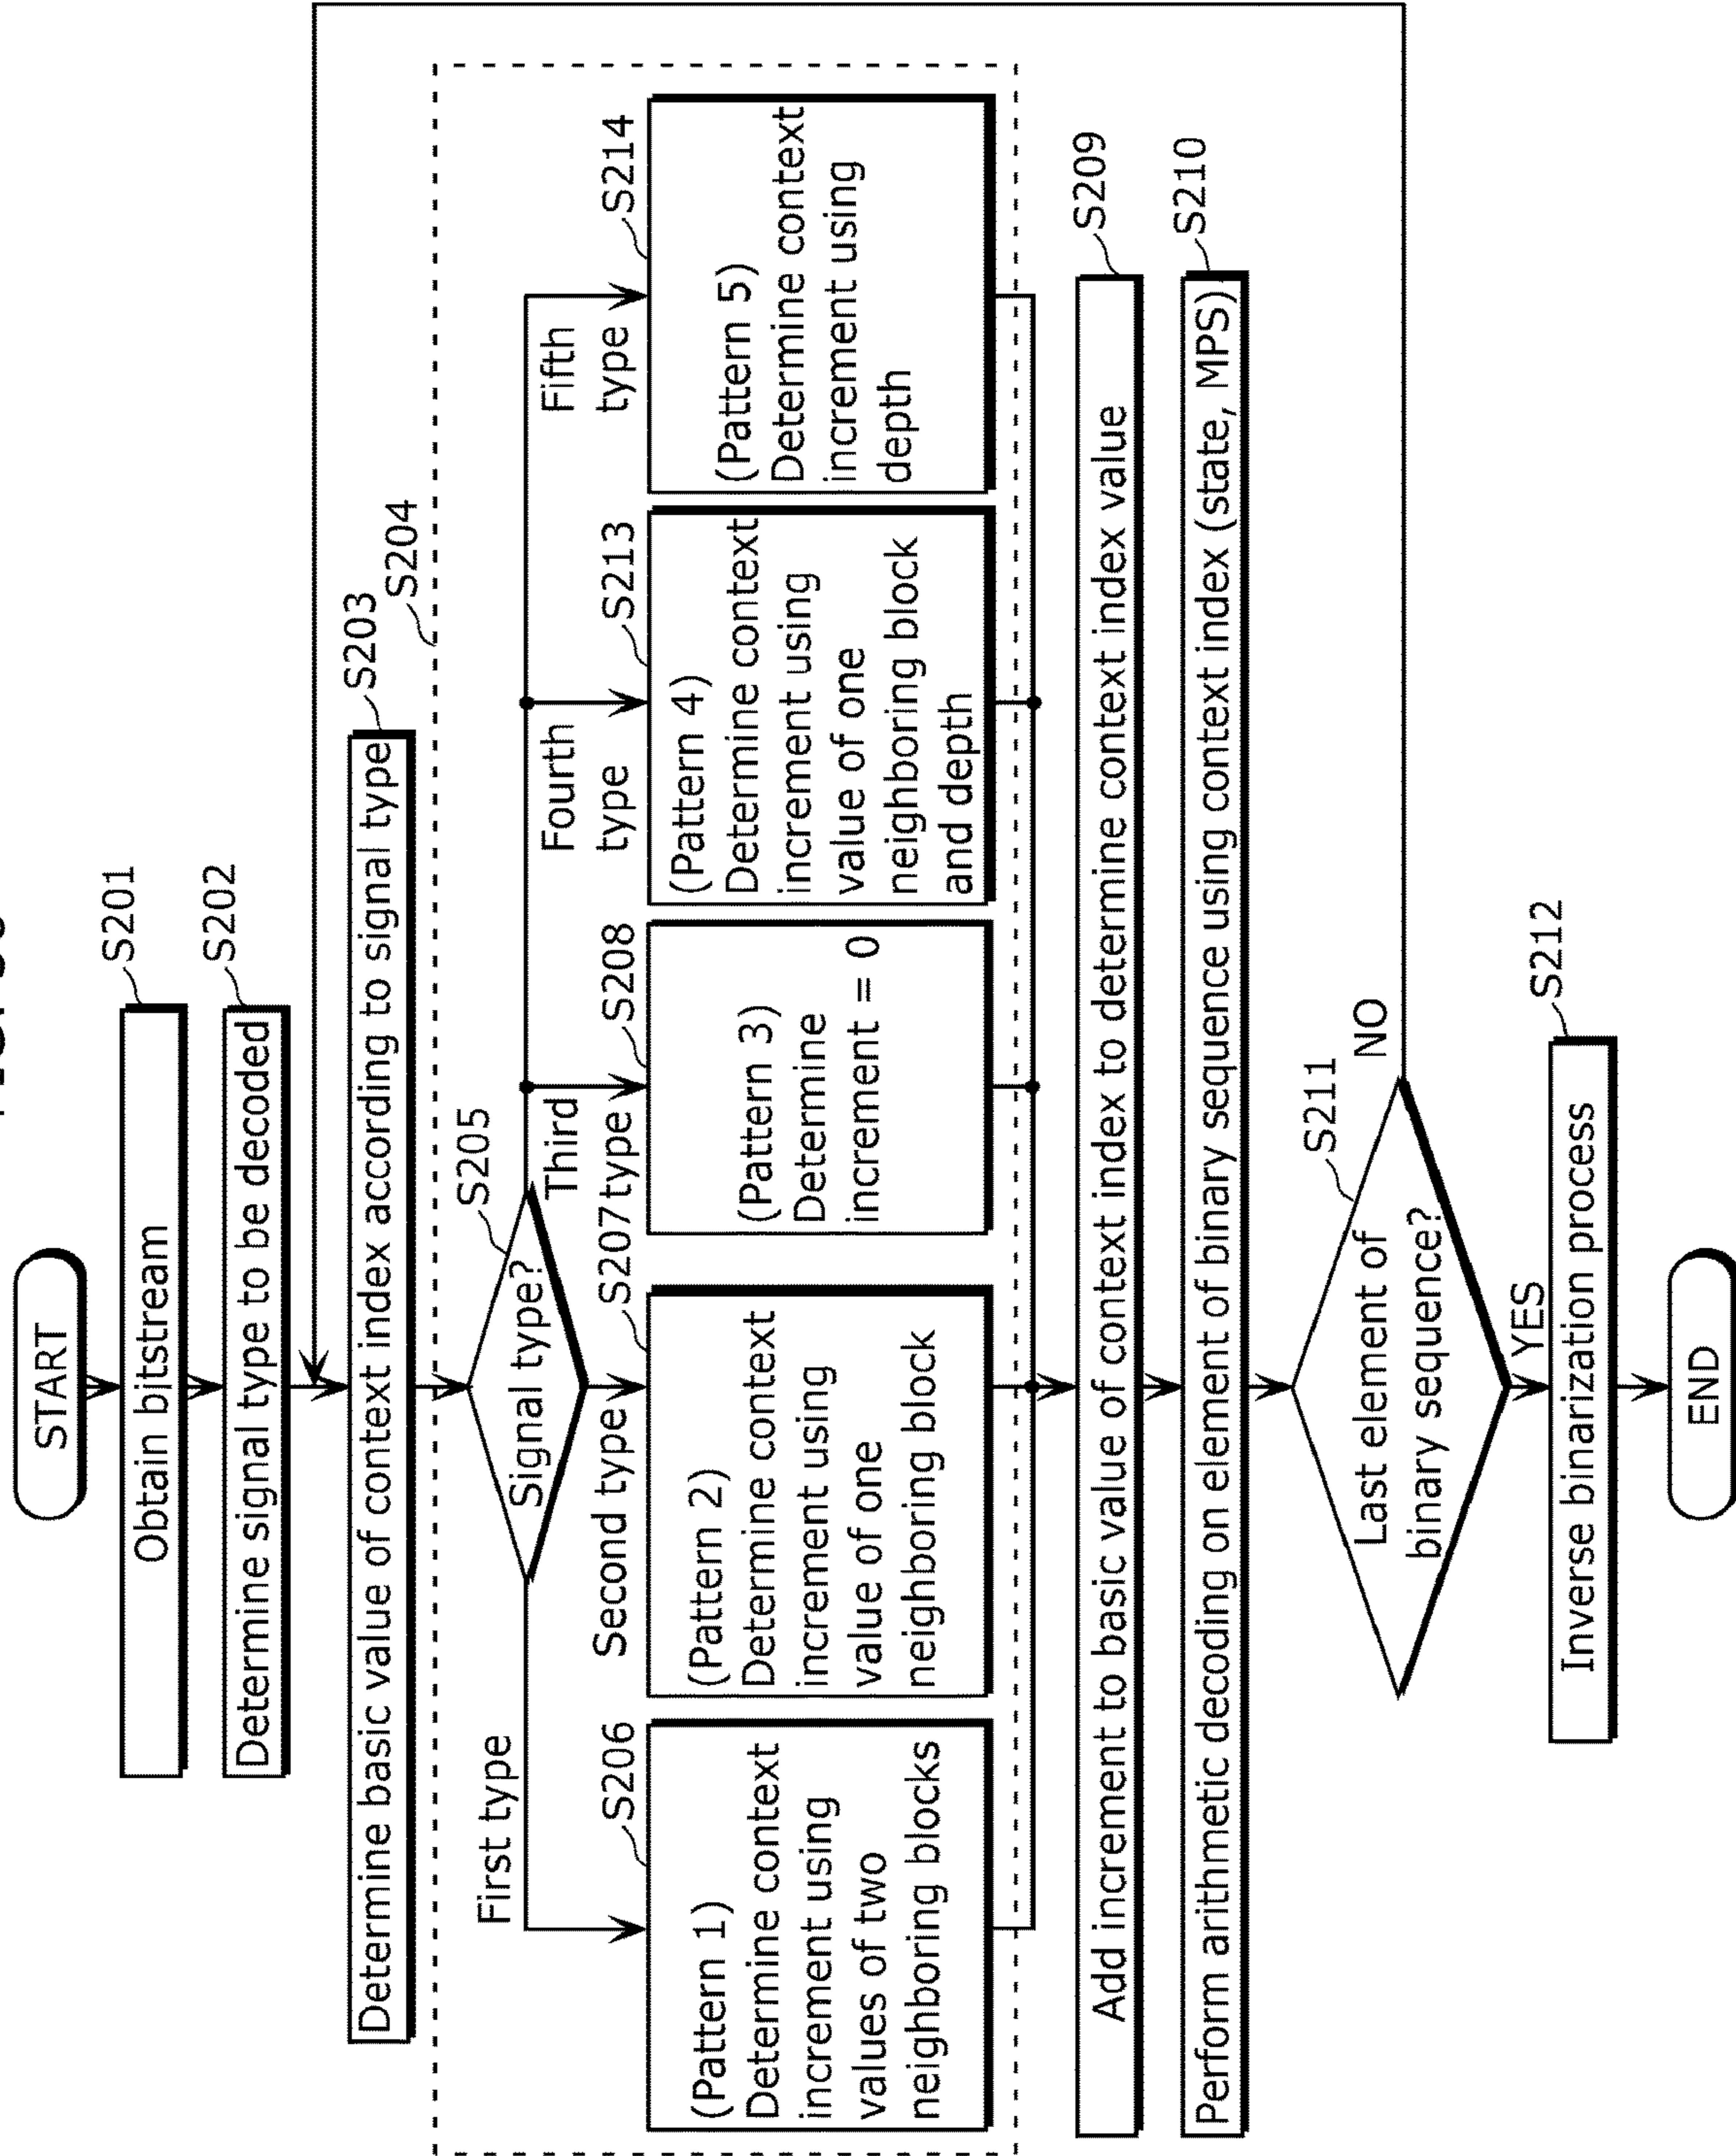 START
Obtain bitstream
S201
Determine signal type to be decoded
S202
Determine basic value of context index according to signal type
S203
S204
Signal type?
S205
First type
Second type
Third
type
Fourth
type
Fifth
type
S206
(Pattern 1)
Determine context
increment using
values of two
neighboring blocks
S207
(Pattern 2)
Determine context
increment using
value of one
neighboring block
S208
(Pattern 3)
Determine
increment = 0
S213
(Pattern 4)
Determine context
increment using
value of one
neighboring block
and depth
S214
(Pattern 5)
Determine context
increment using
depth
Add increment to basic value of context index to determine context index value
S209
Perform arithmetic decoding on element of binary sequence using context index (state, MPS)
S210
Last element of
binary sequence?
S211
NO
YES
Inverse binarization process
S212
END